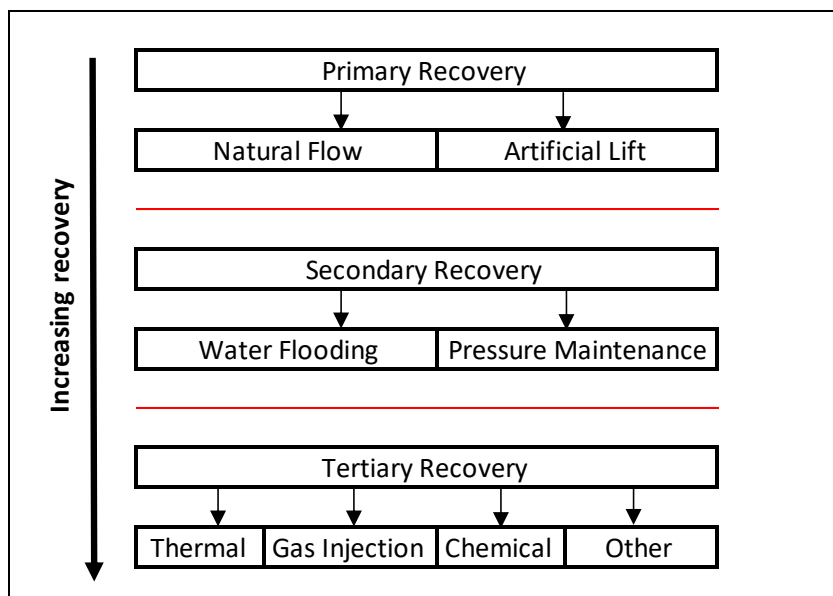 Primary Recovery
Natural Flow
Artificial Lift
Increasing recovery
Secondary Recovery
Water Flooding
Pressure Maintenance
Tertiary Recovery
Thermal
Gas Injection
Chemical
Other